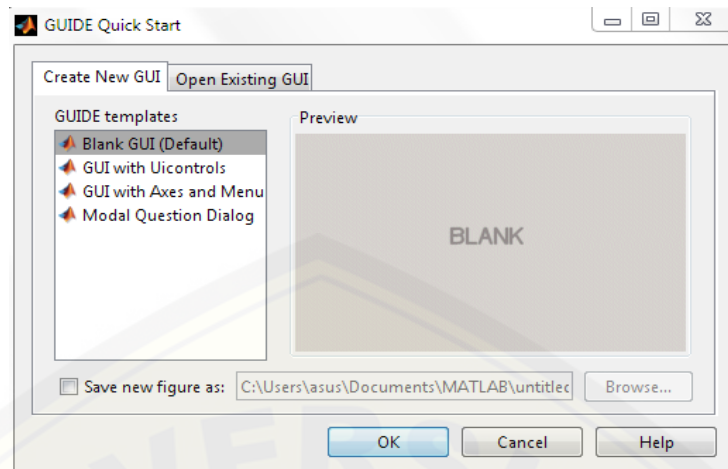 GUIDE Quick Start
Create New GUI Open Existing GUI
GUIDE templates
Preview
Blank GUI (Default)
GUI with Uicontrols
GUI with Axes and Menu
Modal Question Dialog
BLANK
Save new figure as: C:\Users\asus\Documents\MATLAB\untitled Browse...
OK Cancel Help